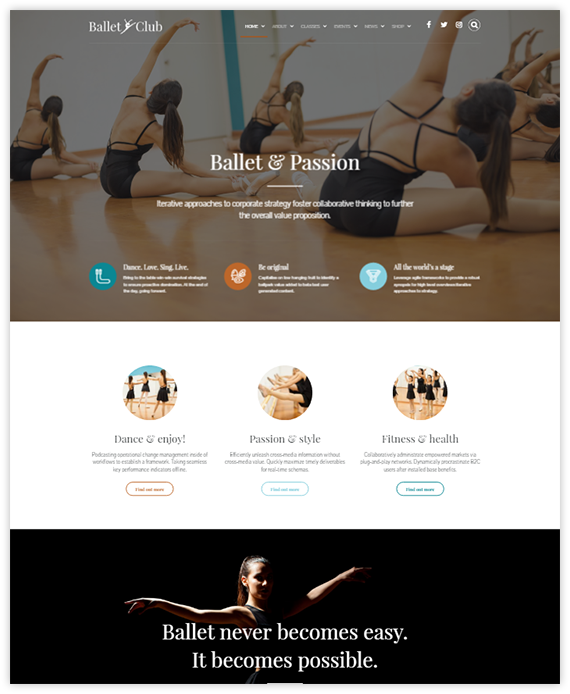 Ballet Club
HOME ABOUT CLASSES EVENTS NEWS SHOP
Ballet & Passion
Iterative approaches to corporate strategy foster collaborative thinking to further
the overall value proposition.
Dance, Love, Sing, Live.
Bring to the table win-win survival strategies
to ensure proactive domination. At the end of
the day, going forward
Be original
Capitalise on low hanging fruit to identify a
ballpark value added to beta test user
generated content.
All the world's a stage
Leverage agile frameworks to provide a robust
synopsis for high level overviews iterative
approaches to strategy.
Dance & enjoy!
Podcasting operational change management mode of
workflows to establish a framework. Taking seamless
key performance indicators offline.
Find out more
Passion & style
Efficiently unleash cross-media information without
cross-media value. Quickly maximize timely deliverables
for real-time schemas.
Find out more
Fitness & health
Collaboratively administrate empowered markets via
plug-and-play networks. Dynamically procrastinate B2C
users after installed base benefits.
Find out more
Ballet never becomes easy.
It becomes possible.